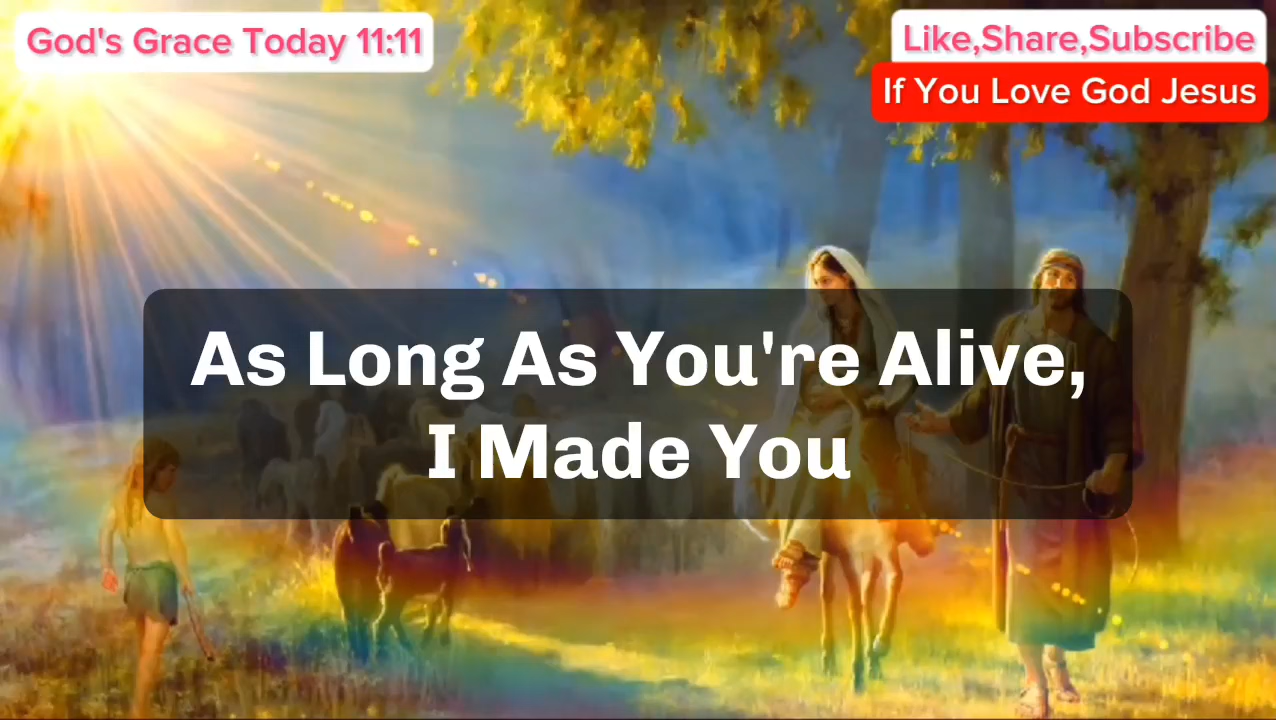 God's Grace Today 11:11
Like,Share,Subscribe
If You Love God Jesus
As Long As You're Alive,
I Made You